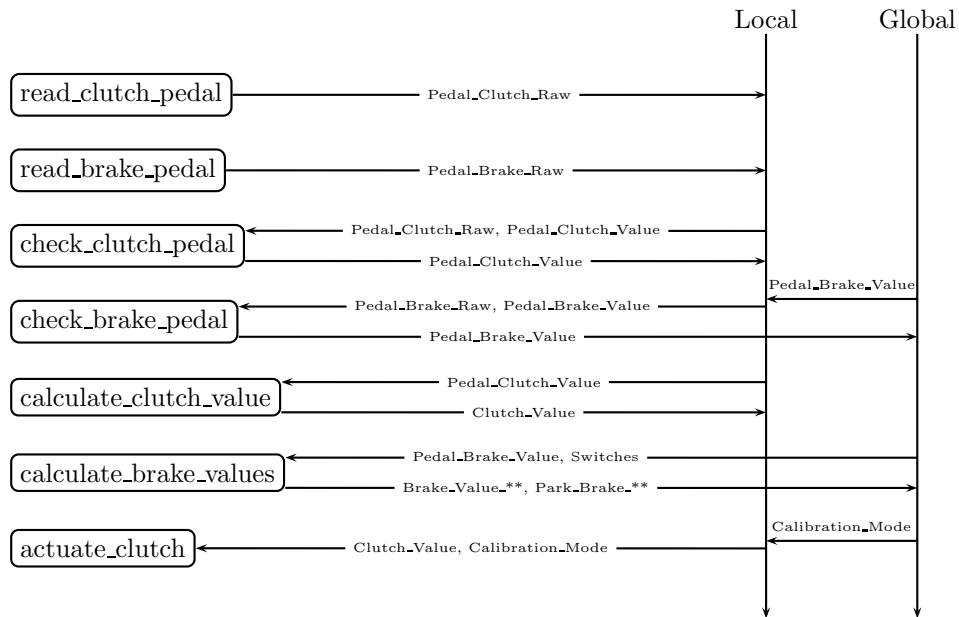 Local Global
read_clutch_pedal Pedal_Clutch_Raw
read_brake_pedal Pedal_Brake_Raw
Pedal_Clutch_Raw, Pedal_Clutch_Value
check_clutch_pedal
Pedal_Clutch_Value
Pedal_Brake_Value
Pedal_Brake_Raw, Pedal_Brake_Value
check_brake_pedal
Pedal_Brake_Value
Pedal_Clutch_Value
calculate_clutch_value
Clutch_Value
Pedal_Brake_Value, Switches
calculate_brake_values
Brake_Value_**, Park_Brake_**
Calibration_Mode
actuate_clutch Clutch_Value, Calibration_Mode